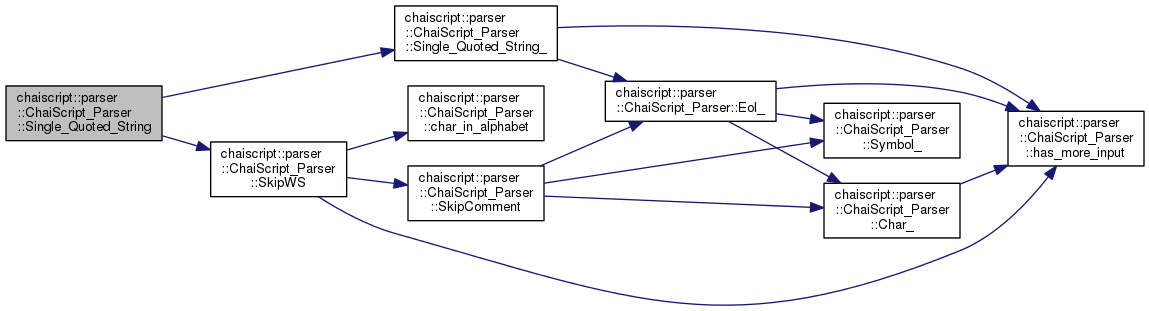 chaiscript::parser
::ChaiScript_Parser
::Single_Quoted_String
chaiscript::parser
::ChaiScript_Parser
::Single_Quoted_String_
chaiscript::parser
::ChaiScript_Parser
::SkipWS
chaiscript::parser
::ChaiScript_Parser
::char_in_alphabet
chaiscript::parser
::ChaiScript_Parser
::SkipComment
chaiscript::parser
::ChaiScript_Parser::Eol_
chaiscript::parser
::ChaiScript_Parser
::Symbol_
chaiscript::parser
::ChaiScript_Parser
::Char_
chaiscript::parser
::ChaiScript_Parser
::has_more_input